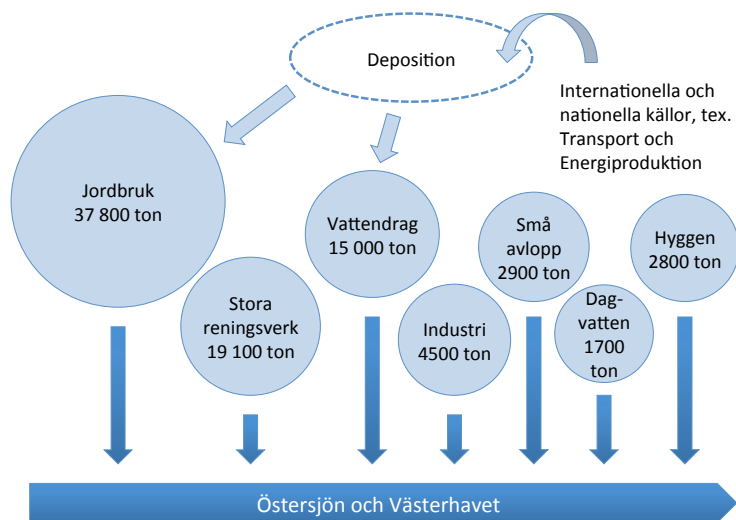 Deposition
Internationella och
nationella källor, tex.
Transport och
Energiproduktion
Jordbruk
37 800 ton
Stora
reningsverk
19 100 ton
Vattendrag
15 000 ton
Industri
4500 ton
Små
avlopp
2900 ton
Dag-
vatten
1700
ton
Hyggen
2800 ton
Östersjön och Västerhavet